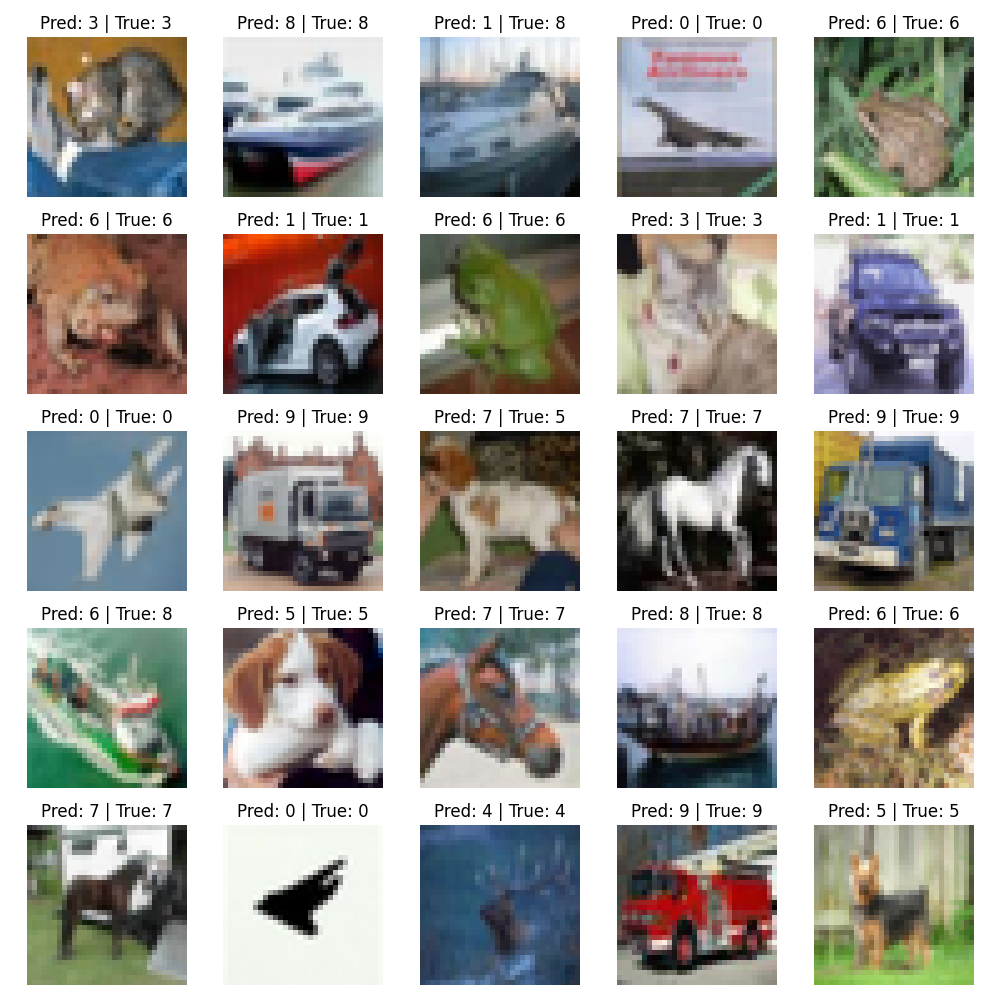 Pred: 3 | True: 3
Pred: 8 | True: 8
Pred: 1 | True: 8
Pred: 0 | True: 0
Pred: 6 | True: 6
Pred: 6 | True: 6
Pred: 1 | True: 1
Pred: 6 | True: 6
Pred: 3 | True: 3
Pred: 1 | True: 1
Pred: 0 | True: 0
Pred: 9 | True: 9
Pred: 7 | True: 5
Pred: 7 | True: 7
Pred: 9 | True: 9
Pred: 6 | True: 8
Pred: 5 | True: 5
Pred: 7 | True: 7
Pred: 8 | True: 8
Pred: 6 | True: 6
Pred: 7 | True: 7
Pred: 0 | True: 0
Pred: 4 | True: 4
Pred: 9 | True: 9
Pred: 5 | True: 5